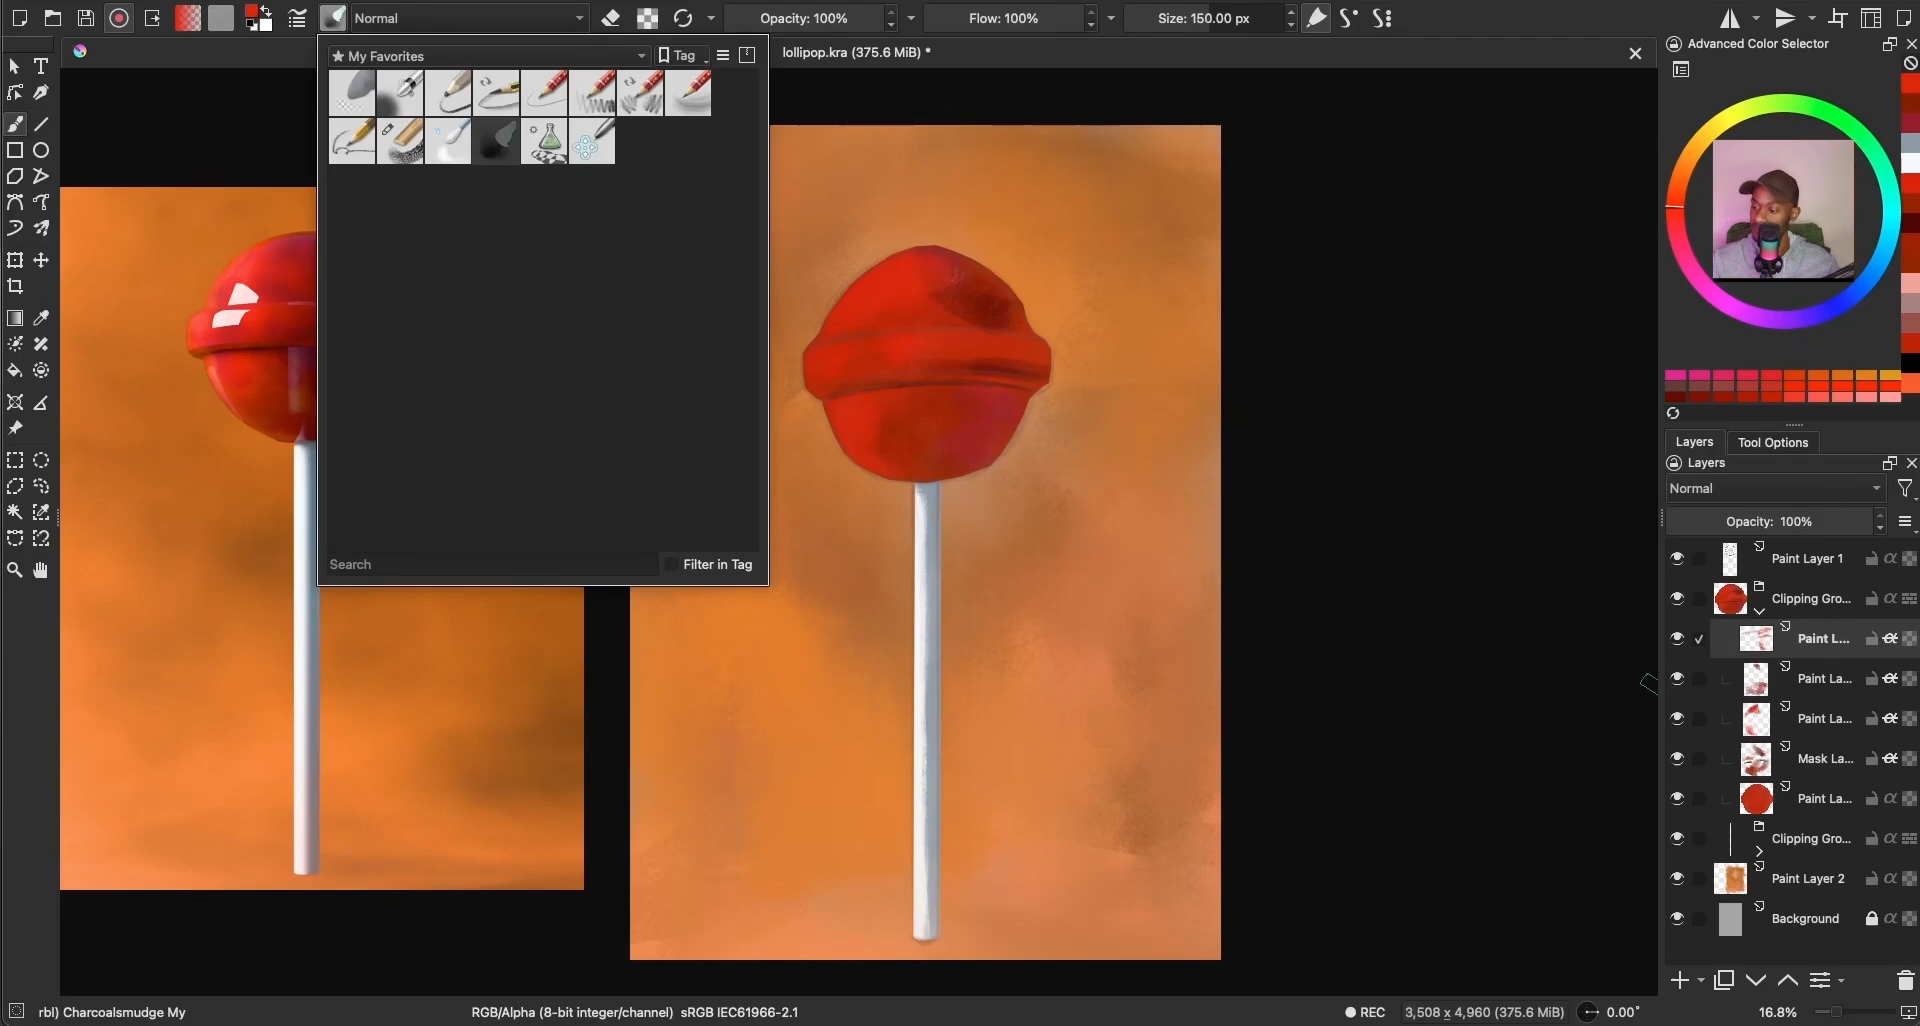 Normal
Opacity: 100%
Flow: 100%
Size: 150.00 px
My Favorites
Tag
lollipop.kra (375.6 MiB) *
Advanced Color Selector
Search
Filter in Tag
Layers
Tool Options
Layers
Normal
Opacity: 100%
Paint Layer 1
Clipping Gro...
Paint L...
Paint La...
Paint La...
Mask La...
Paint La...
Clipping Gro...
Paint Layer 2
Background
rbl) Charcoalsmudge My
RGB/Alpha (8-bit integer/channel) sRGB IEC61966-2.1
REC
3,508 x 4,960 (375.6 MiB)
0.00°
16.8%